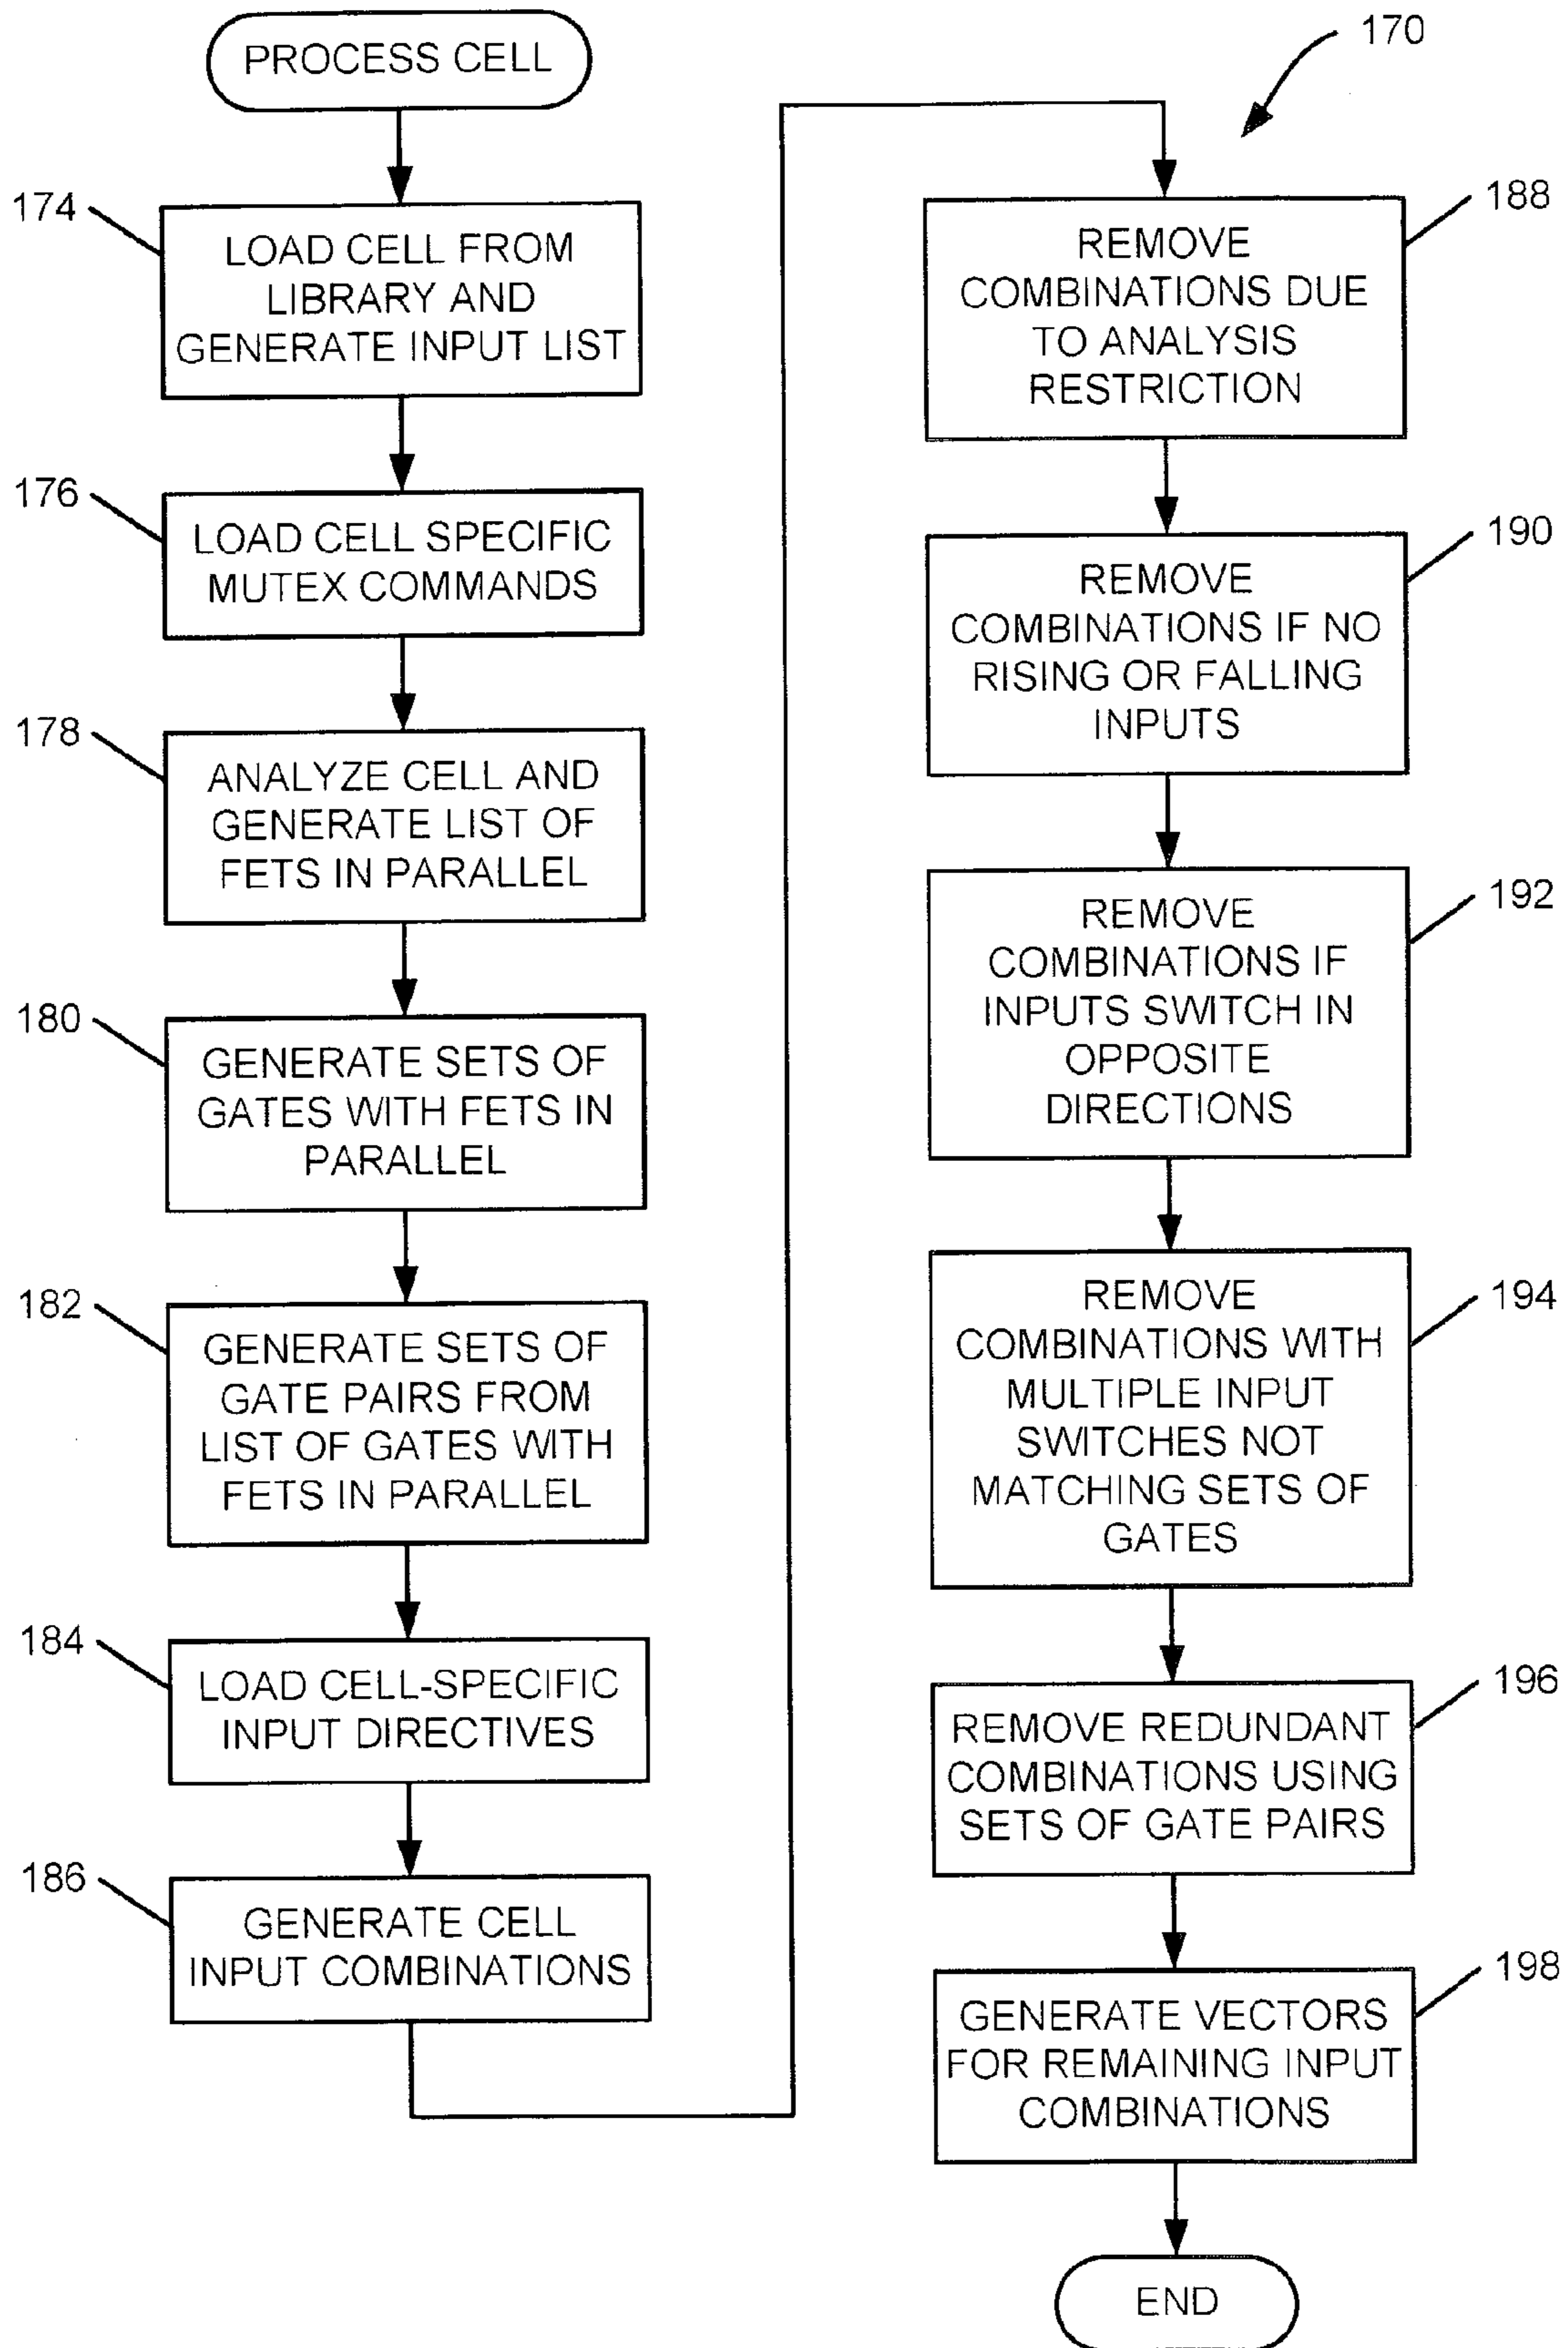 PROCESS CELL
174
LOAD CELL FROM
LIBRARY AND
GENERATE INPUT LIST
176
LOAD CELL SPECIFIC
MUTEX COMMANDS
178
ANALYZE CELL AND
GENERATE LIST OF
FETS IN PARALLEL
180
GENERATE SETS OF
GATES WITH FETS IN
PARALLEL
182
GENERATE SETS OF
GATE PAIRS FROM
LIST OF GATES WITH
FETS IN PARALLEL
184
LOAD CELL-SPECIFIC
INPUT DIRECTIVES
186
GENERATE CELL
INPUT COMBINATIONS
170
188
REMOVE
COMBINATIONS DUE
TO ANALYSIS
RESTRICTION
190
REMOVE
COMBINATIONS IF NO
RISING OR FALLING
INPUTS
192
REMOVE
COMBINATIONS IF
INPUTS SWITCH IN
OPPOSITE
DIRECTIONS
194
REMOVE
COMBINATIONS WITH
MULTIPLE INPUT
SWITCHES NOT
MATCHING SETS OF
GATES
196
REMOVE REDUNDANT
COMBINATIONS USING
SETS OF GATE PAIRS
198
GENERATE VECTORS
FOR REMAINING INPUT
COMBINATIONS
END